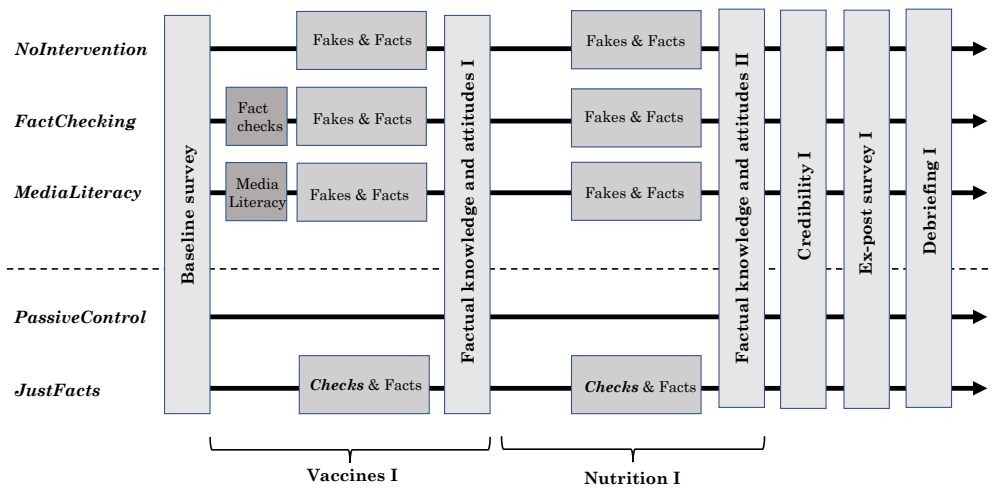 NoIntervention
Fakes & Facts
Fakes & Facts
FactChecking
Fact
checks
Fakes & Facts
Fakes & Facts
MediaLiteracy
Media
Literacy
Fakes & Facts
Fakes & Facts
PassiveControl
JustFacts
Checks & Facts
Checks & Facts
Baseline survey
Factual knowledge and attitudes I
Factual knowledge and attitudes II
Credibility I
Ex-post survey I
Debriefing I
Vaccines I
Nutrition I